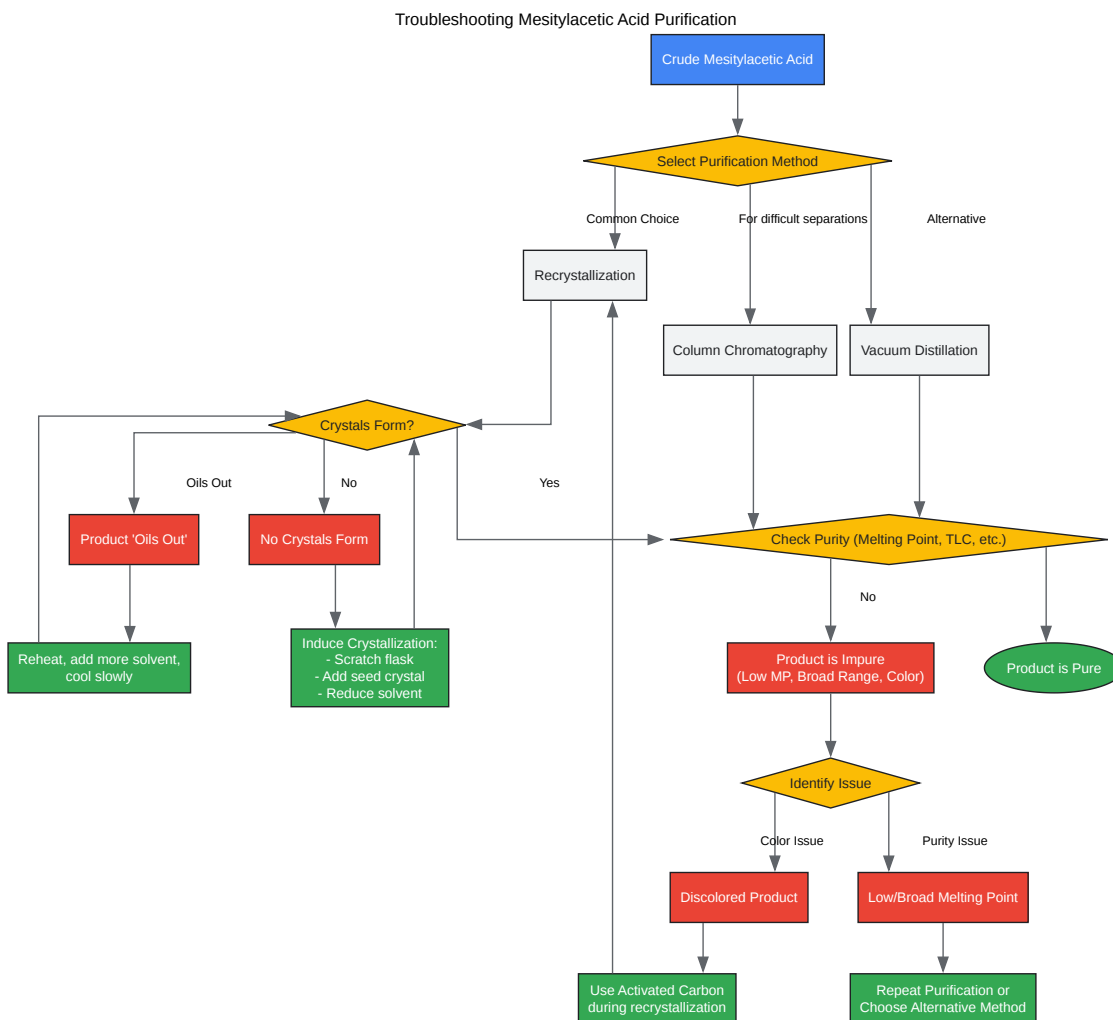 Troubleshooting Mesitylacetic Acid Purification
Crude Mesitylacetic Acid
Select Purification Method
Common Choice
For difficult separations
Alternative
Recrystallization
Column Chromatography
Vacuum Distillation
Crystals Form?
Oils Out
No
Yes
Product 'Oils Out'
No Crystals Form
Check Purity (Melting Point, TLC, etc.)
No
Reheat, add more solvent,
cool slowly
Induce Crystallization:
- Scratch flask
- Add seed crystal
- Reduce solvent
Product is Impure
(Low MP, Broad Range, Color)
Product is Pure
Identify Issue
Color Issue
Purity Issue
Discolored Product
Low/Broad Melting Point
Use Activated Carbon
during recrystallization
Repeat Purification or
Choose Alternative Method